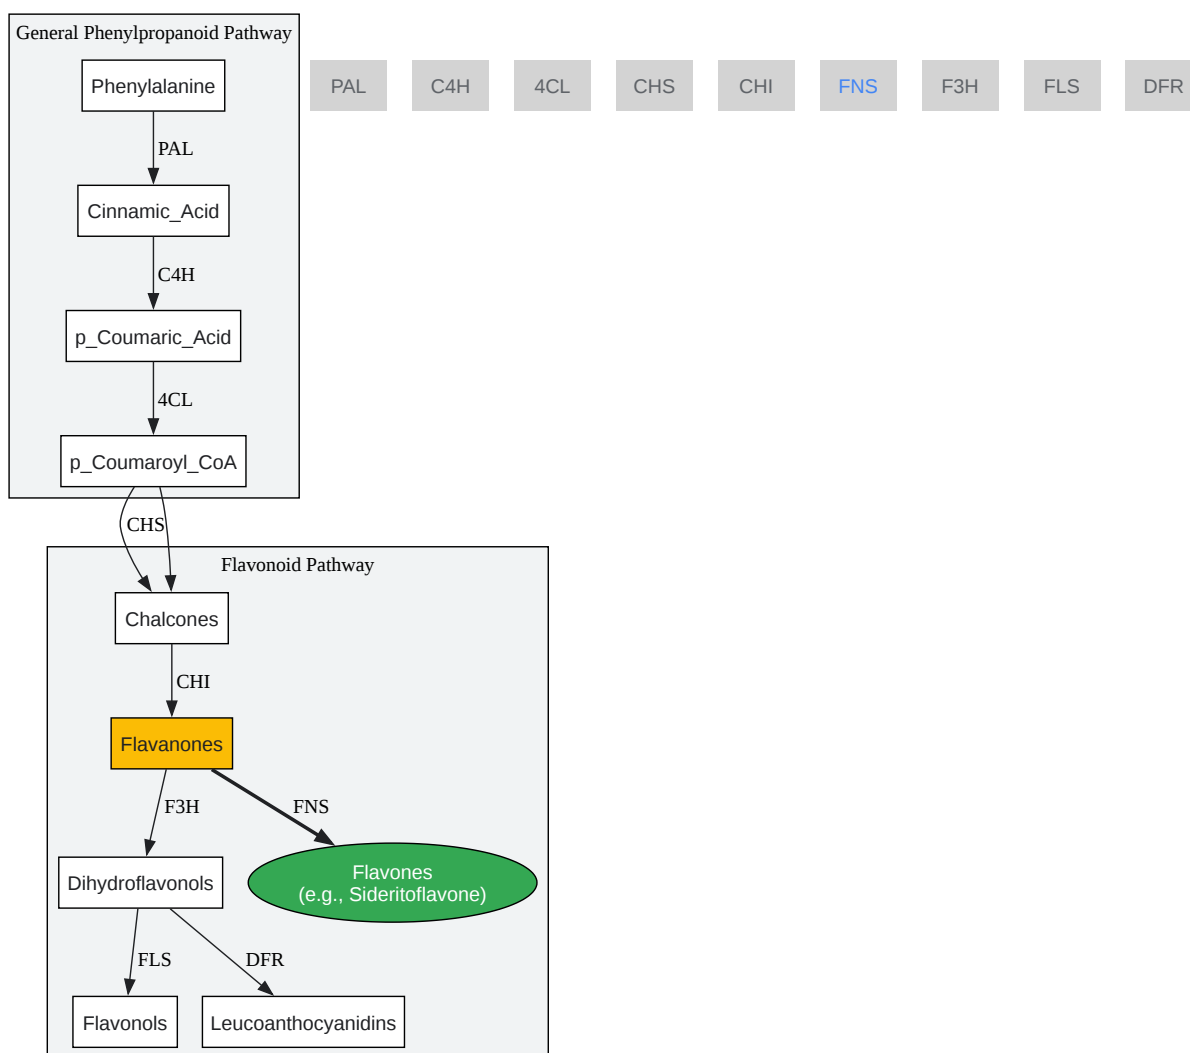 General Phenylpropanoid Pathway
Phenylalanine
PAL
C4H
4CL
CHS
CHI
FNS
F3H
FLS
DFR
PAL
Cinnamic_Acid
C4H
p_Coumaric_Acid
4CL
p_Coumaroyl_CoA
CHS
Flavonoid Pathway
Chalcones
CHI
Flavanones
F3H
FNS
Flavones
(e.g., Sideritoflavone)
Dihydroflavonols
FLS
DFR
Flavonols
Leucoanthocyanidins